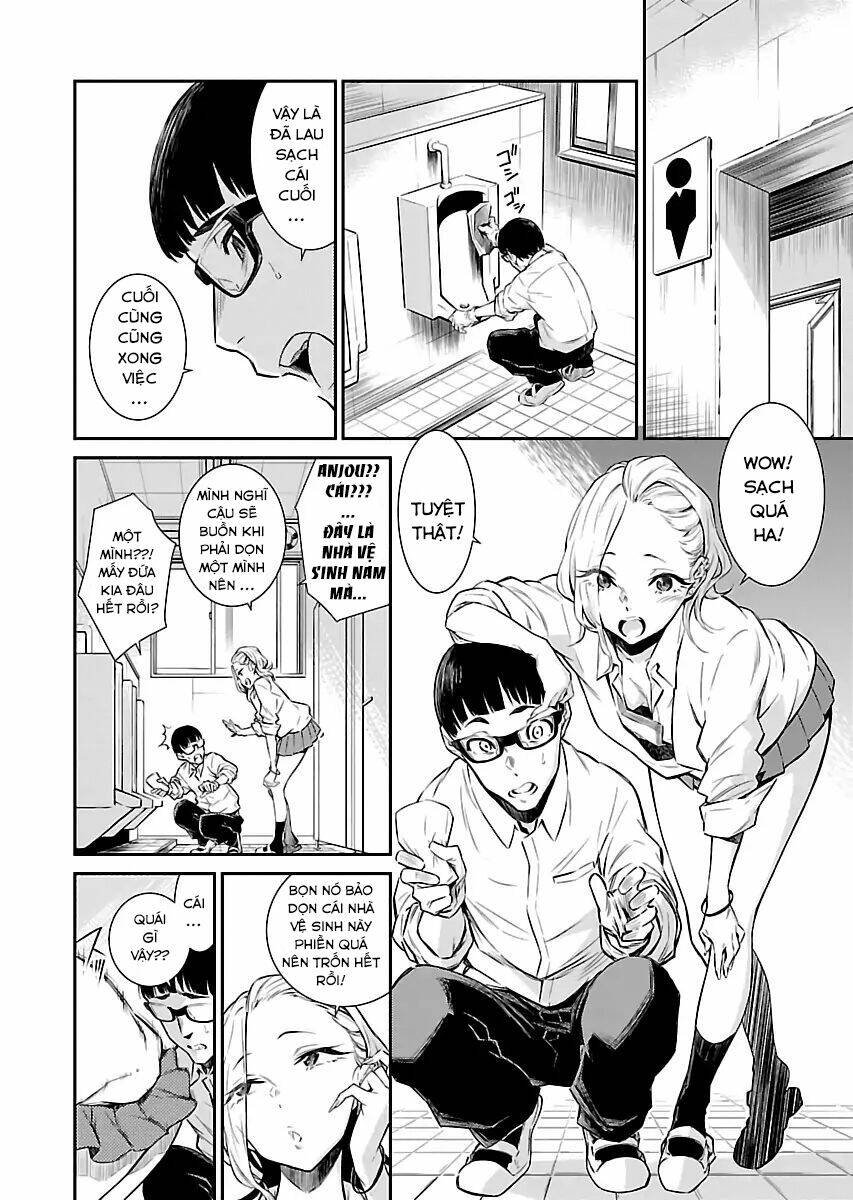 ゴシ
ゴシ
VẬY LÀ
ĐÃ LAU
SẠCH
CÁI
CUỐI
...
CUỐI
CÙNG
CŨNG
XONG
VIỆC
...
WOW!
SẠCH
QUÁ
HA!
TUYỆT
THẬT!
ANJOU??
CÁI???
...
ĐÂY LÀ
NHÀ VỆ
SINH NAM
MÀ...
MÌNH NGHĨ
CẬU SẼ
BUỒN KHI
PHẢI DỌN
MỘT MÌNH
NÊN ...
MỘT
MÌNH??!
MẤY ĐỨA
KIA ĐÂU
HẾT RỒI?
BỌN NÓ BẢO
DỌN CÁI NHÀ
VỆ SINH NÀY
PHIỀN QUÁ
NÊN TRỐN HẾT
RỒI!
CÁI
...
QUÁI
GÌ
VẬY??